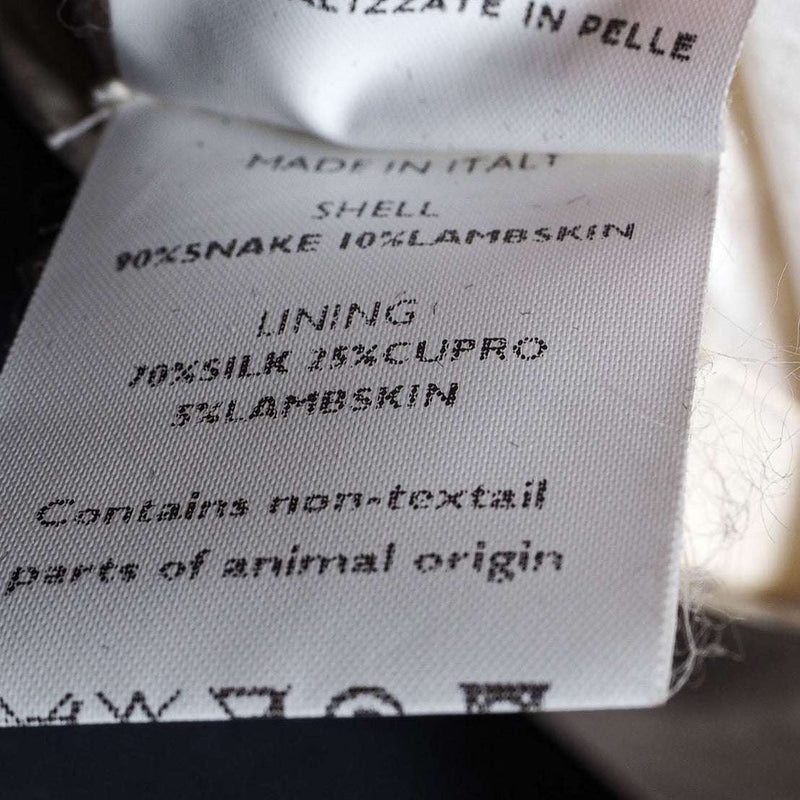 IN PELLE
MADE IN ITALY
SHELL
90%SNAKE 10%LAMBSKIN
LINING
70%SILK 25%CUPRO
5%LAMBSKIN
Contains non-textail
parts of animal origin